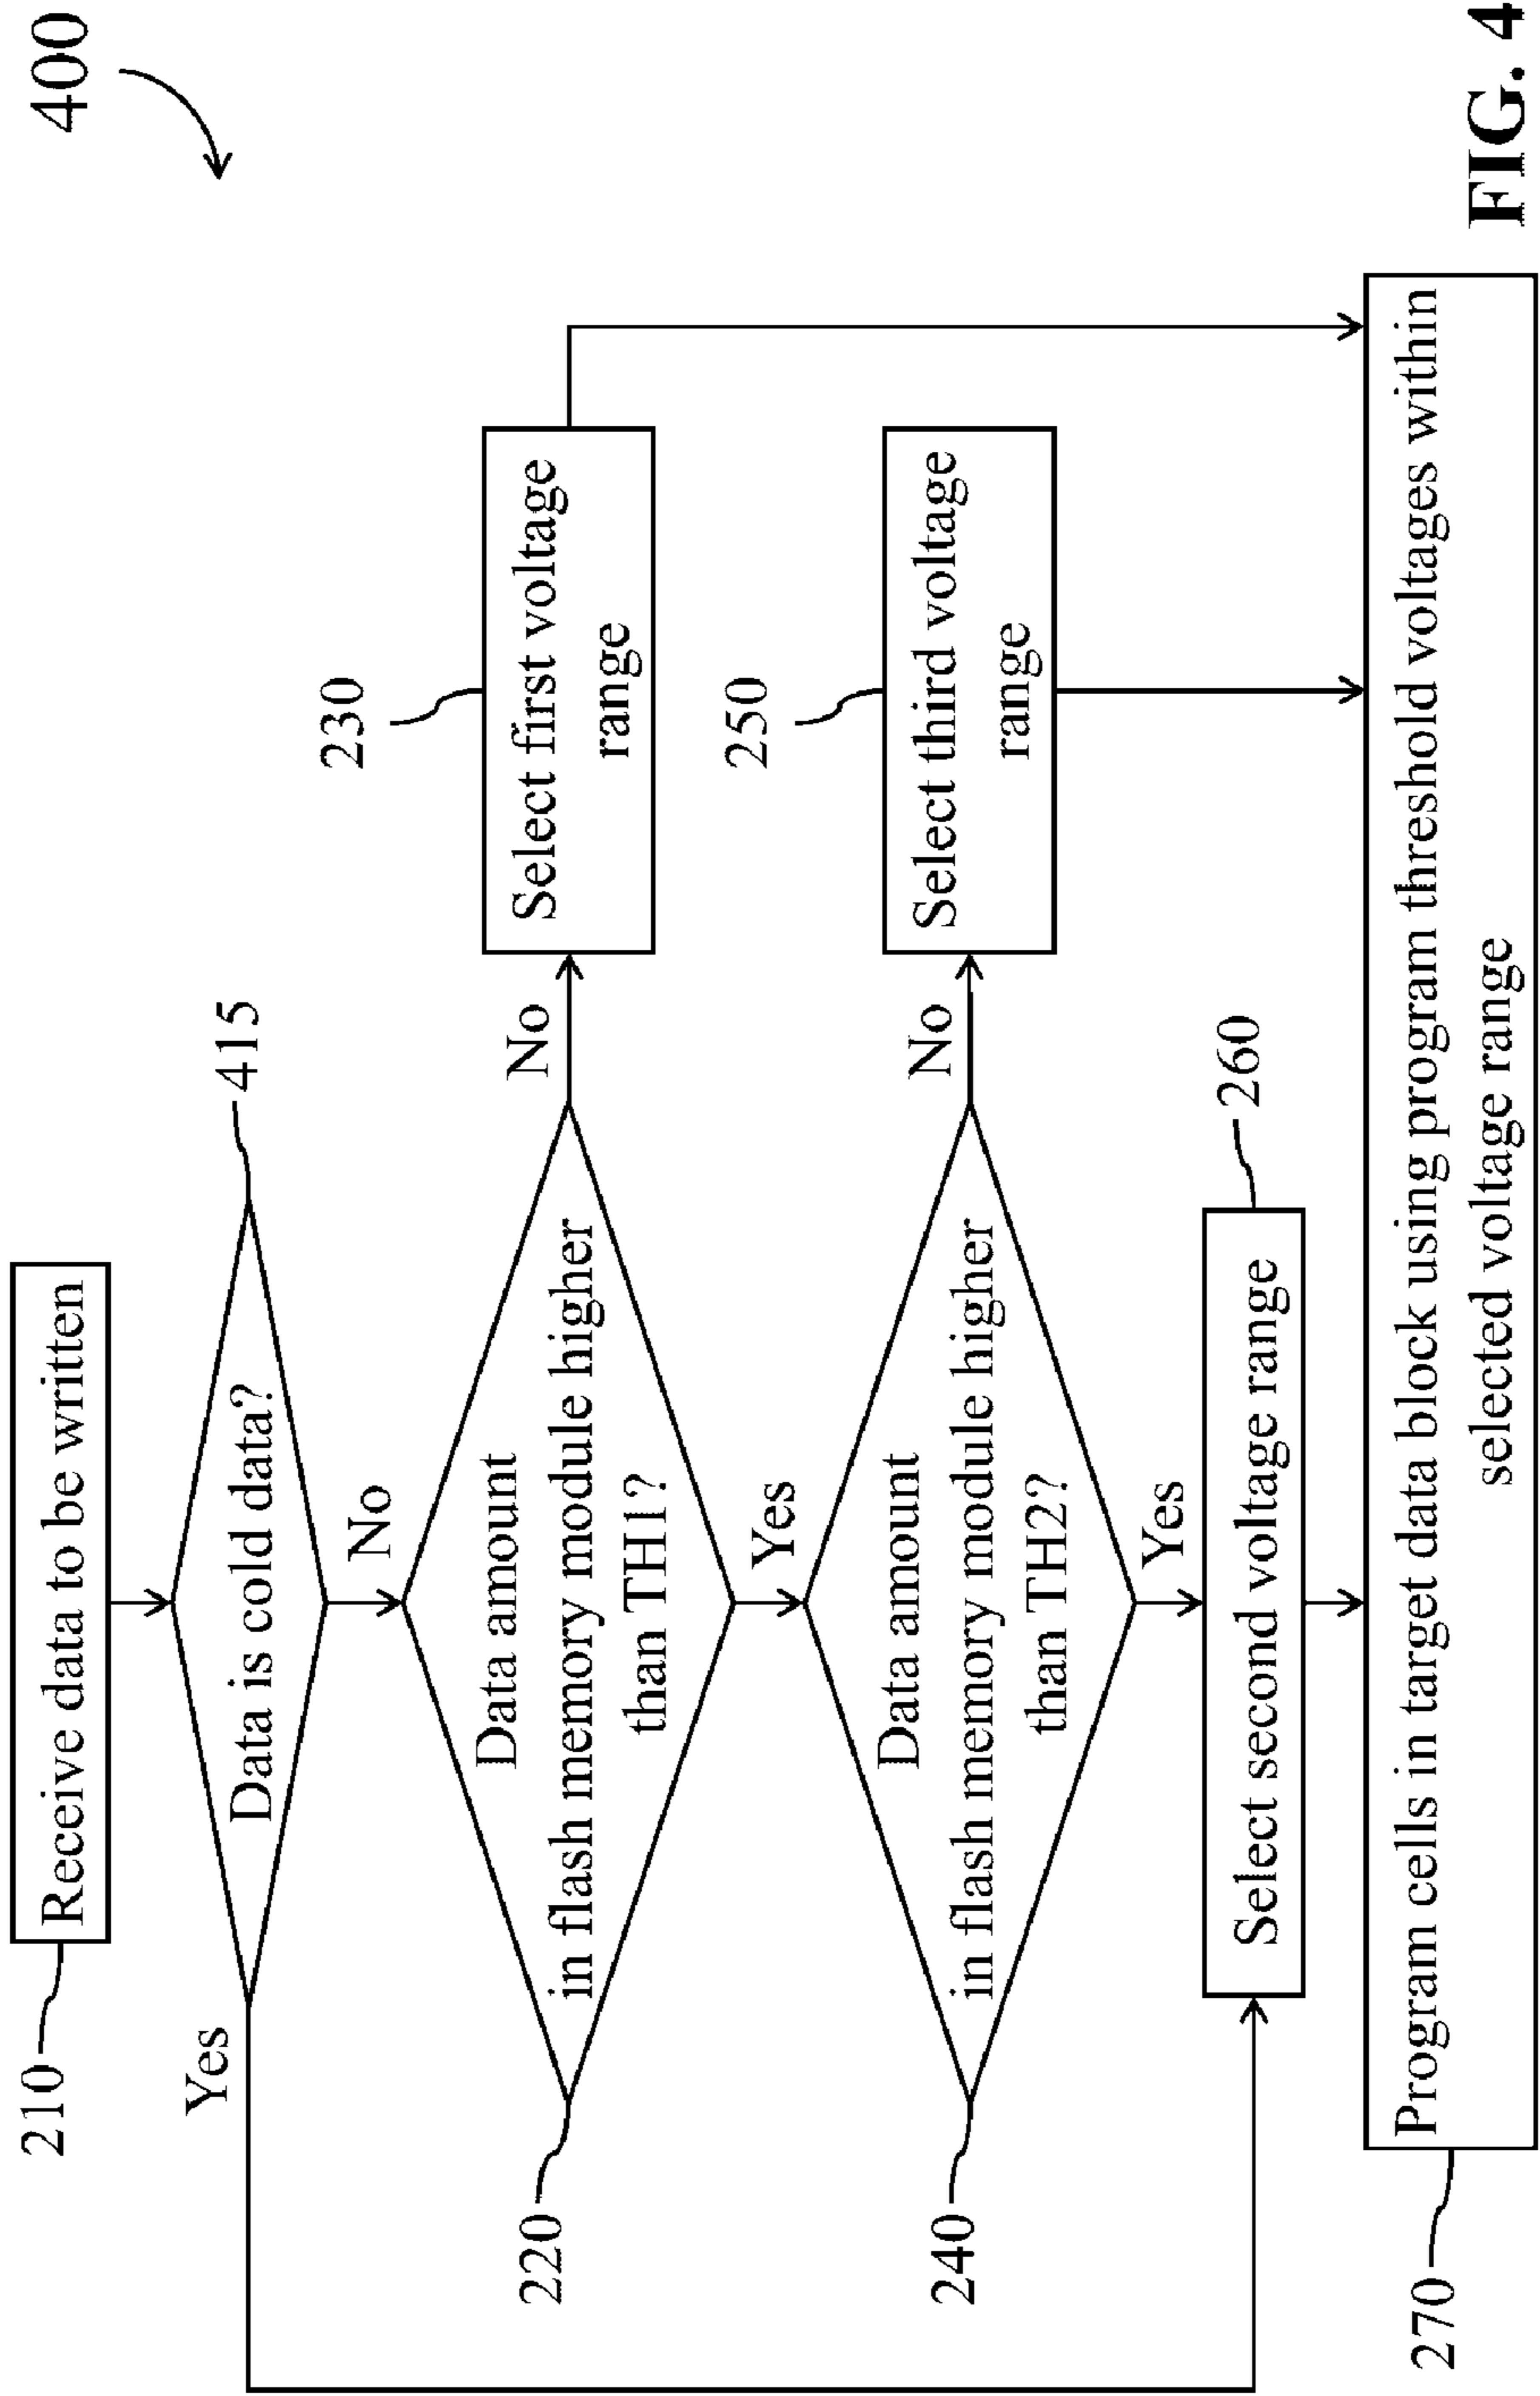 400
210
Receive data to be written
415
Data is cold data?
Yes
No
220
Data amount
in flash memory module higher
than TH1?
No
230
Select first voltage
range
Yes
240
Data amount
in flash memory module higher
than TH2?
No
250
Select third voltage
range
Yes
260
Select second voltage range
270
Program cells in target data block using program threshold voltages within
selected voltage range
FIG. 4